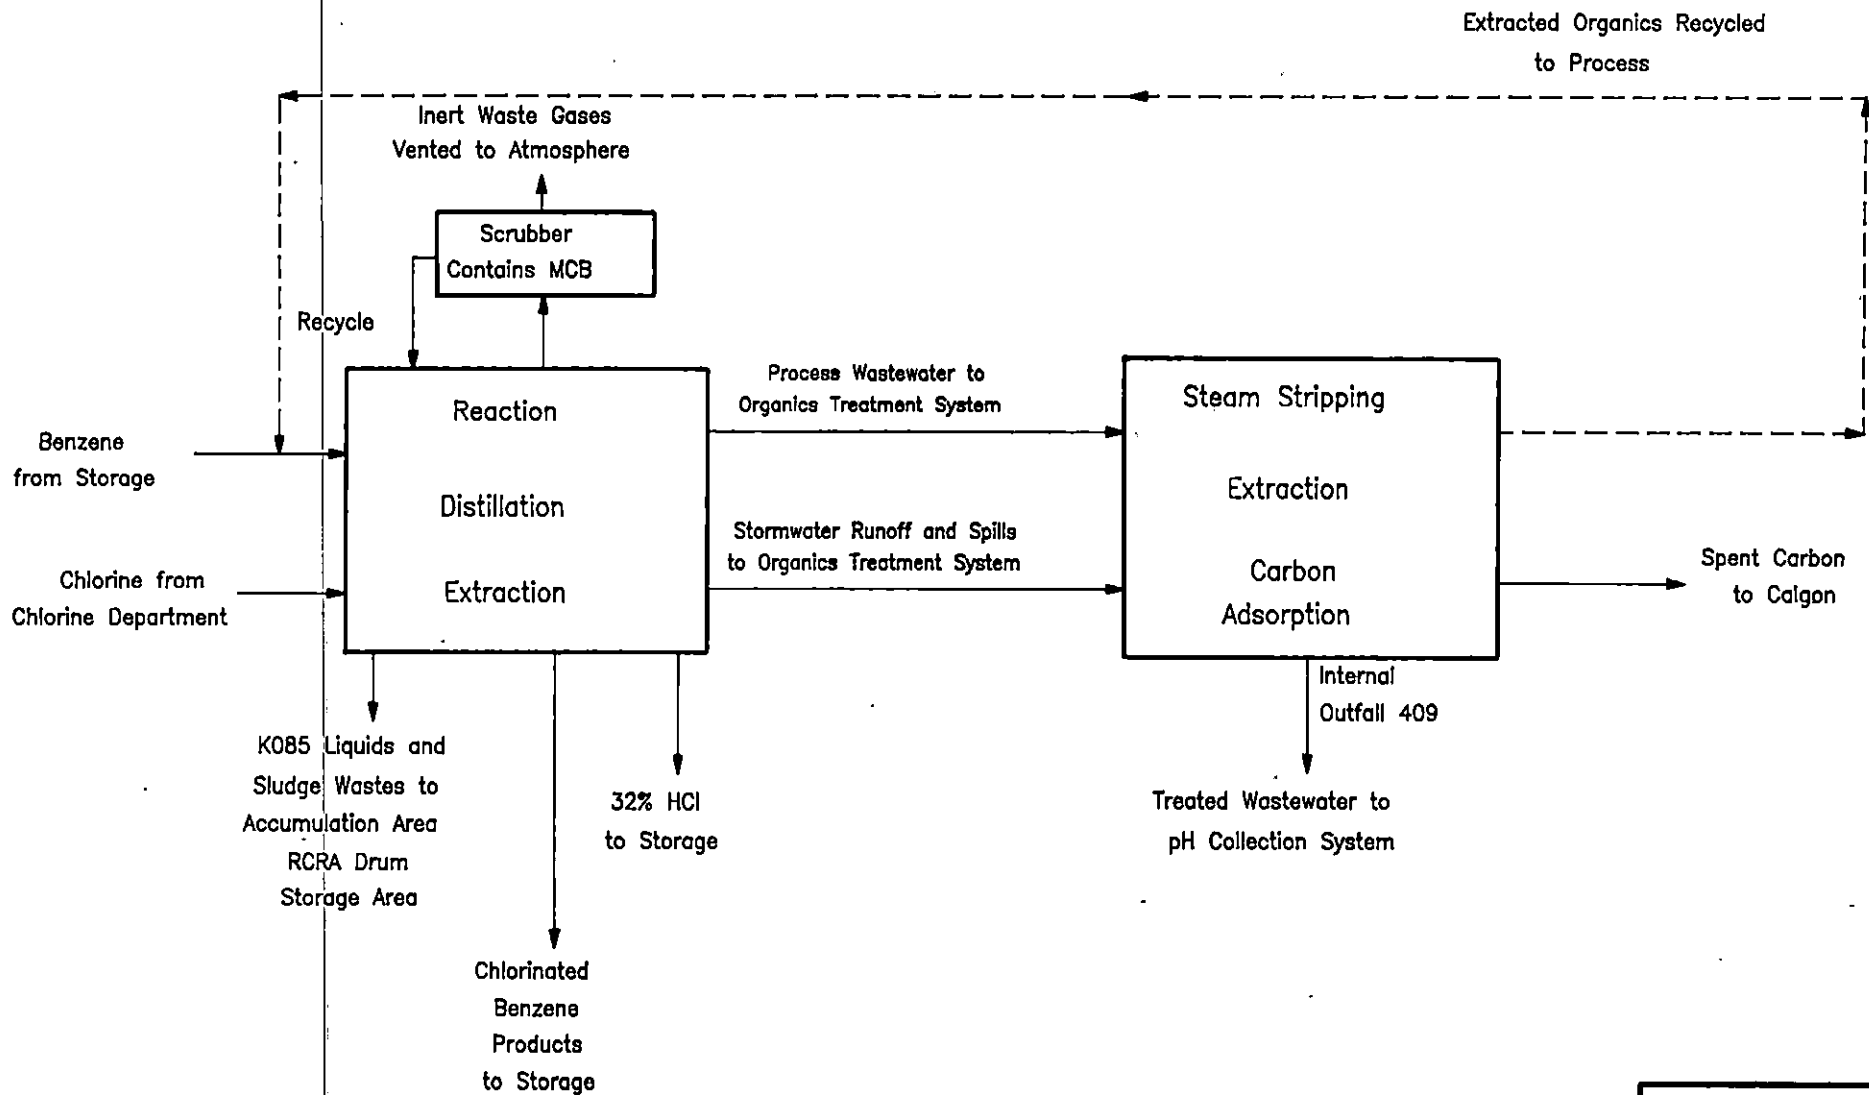 Extracted Organics Recycled
to Process
Inert Waste Gases
Vented to Atmosphere
Scrubber
Contains MCB
Recycle
Benzene
from Storage
Chlorine from
Chlorine Department
Reaction
Distillation
Extraction
Process Wastewater to
Organics Treatment System
Stormwater Runoff and Spills
to Organics Treatment System
Steam Stripping
Extraction
Carbon
Adsorption
Spent Carbon
to Calgon
Internal
Outfall 409
Treated Wastewater to
pH Collection System
K085 Liquids and
Sludge Wastes to
Accumulation Area
RCRA Drum
Storage Area
32% HCl
to Storage
Chlorinated
Benzene
Products
to Storage